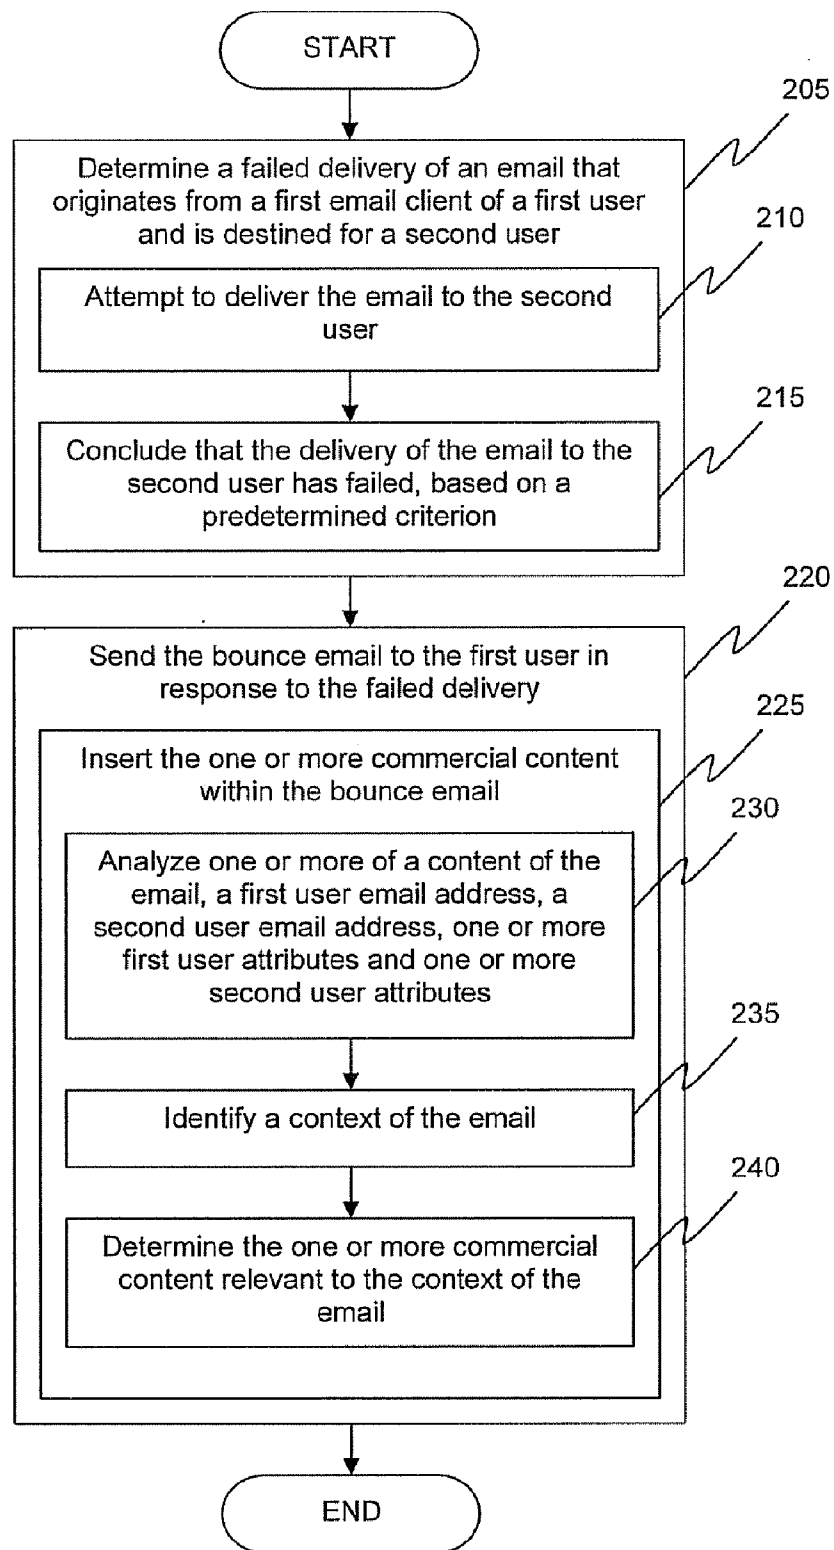 START
205
Determine a failed delivery of an email that
originates from a first email client of a first user
and is destined for a second user
210
Attempt to deliver the email to the second
user
215
Conclude that the delivery of the email to the
second user has failed, based on a
predetermined criterion
220
Send the bounce email to the first user in
response to the failed delivery
225
Insert the one or more commercial content
within the bounce email
230
Analyze one or more of a content of the
email, a first user email address, a
second user email address, one or more
first user attributes and one or more
second user attributes
235
Identify a context of the email
240
Determine the one or more commercial
content relevant to the context of the
email
END